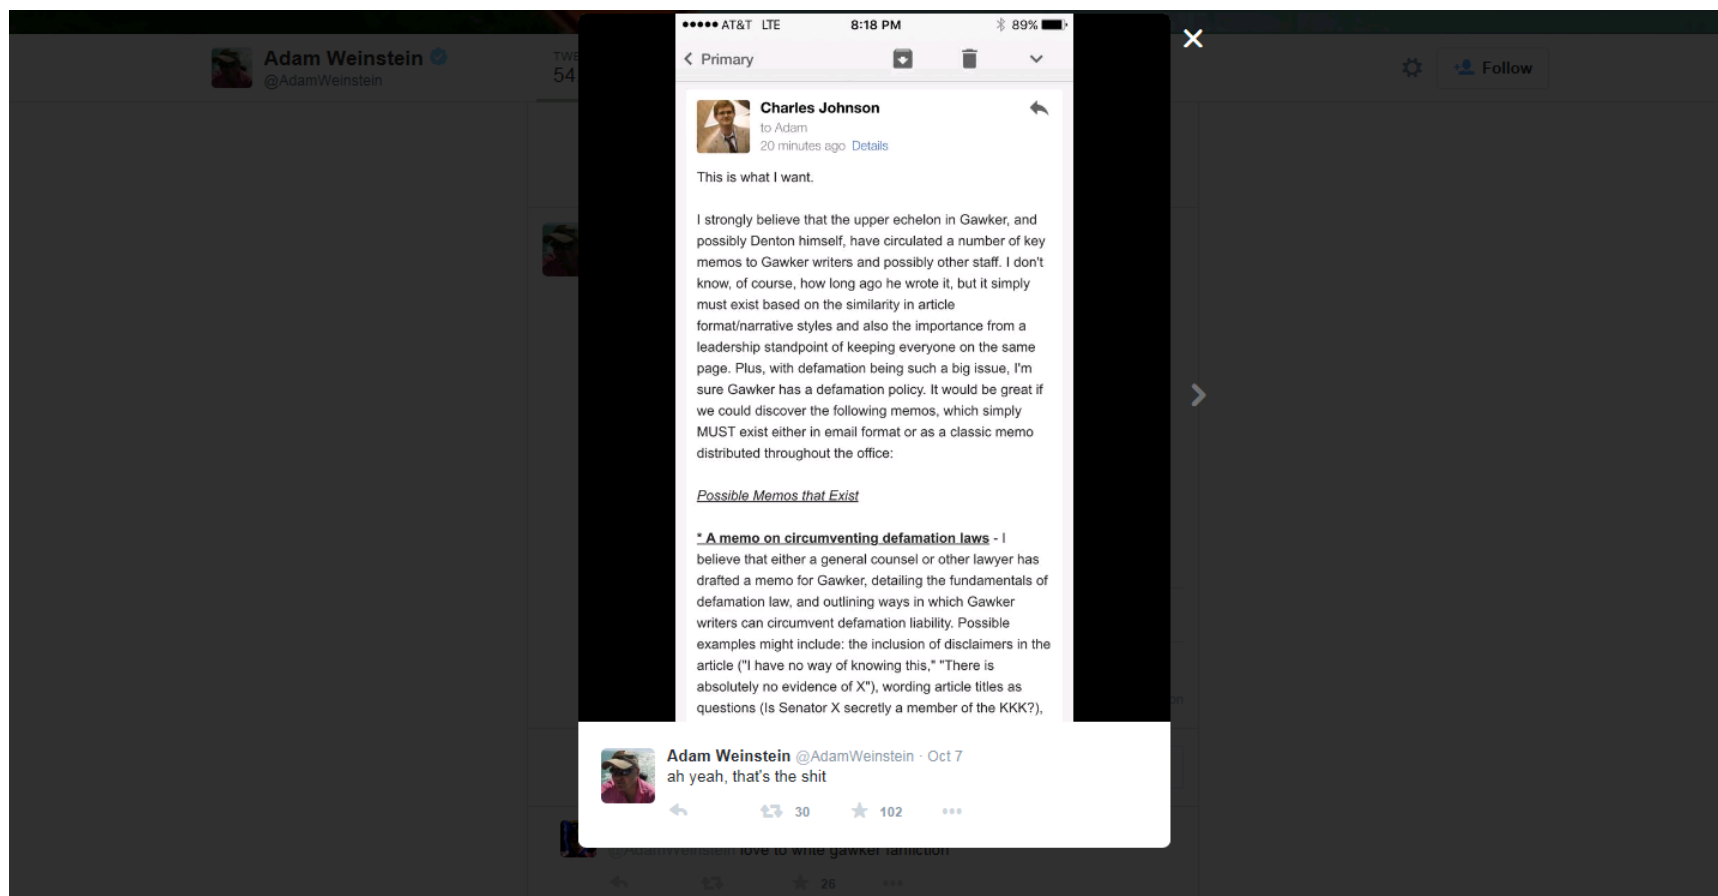 AT&T LTE 8:18 PM 89%
Adam Weinstein
@AdamWeinstein
TWE
54
Follow
Primary
Charles Johnson
to Adam
20 minutes ago Details
This is what I want.
I strongly believe that the upper echelon in Gawker, and
possibly Denton himself, have circulated a number of key
memos to Gawker writers and possibly other staff. I don't
know, of course, how long ago he wrote it, but it simply
must exist based on the similarity in article
format/narrative styles and also the importance from a
leadership standpoint of keeping everyone on the same
page. Plus, with defamation being such a big issue, I'm
sure Gawker has a defamation policy. It would be great if
we could discover the following memos, which simply
MUST exist either in email format or as a classic memo
distributed throughout the office:
Possible Memos that Exist
* A memo on circumventing defamation laws - I
believe that either a general counsel or other lawyer has
drafted a memo for Gawker, detailing the fundamentals of
defamation law, and outlining ways in which Gawker
writers can circumvent defamation liability. Possible
examples might include: the inclusion of disclaimers in the
article ("I have no way of knowing this," "There is
absolutely no evidence of X"), wording article titles as
questions (Is Senator X secretly a member of the KKK?),
Adam Weinstein @AdamWeinstein · Oct 7
ah yeah, that's the shit
30 102
@AdamWeinstein love to write gawker fanfiction
26